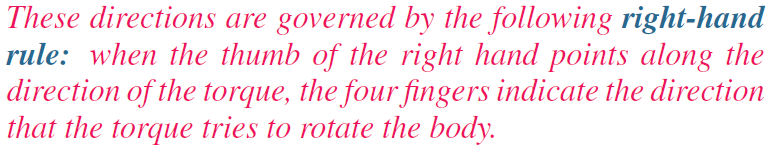 These directions are governed by the following right-hand
rule: when the thumb of the right hand points along the
direction of the torque, the four fingers indicate the direction
that the torque tries to rotate the body.